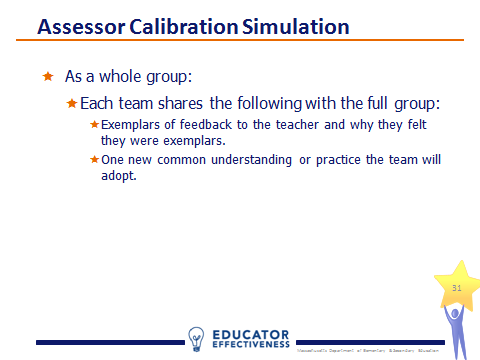 Assessor Calibration Simulation
As a whole group:
Each team shares the following with the full group:
Exemplars of feedback to the teacher and why they felt
they were exemplars.
One new common understanding or practice the team will
adopt.
31
EDUCATOR
EFFECTIVENESS
Massachusetts Department of Elementary & Secondary Education